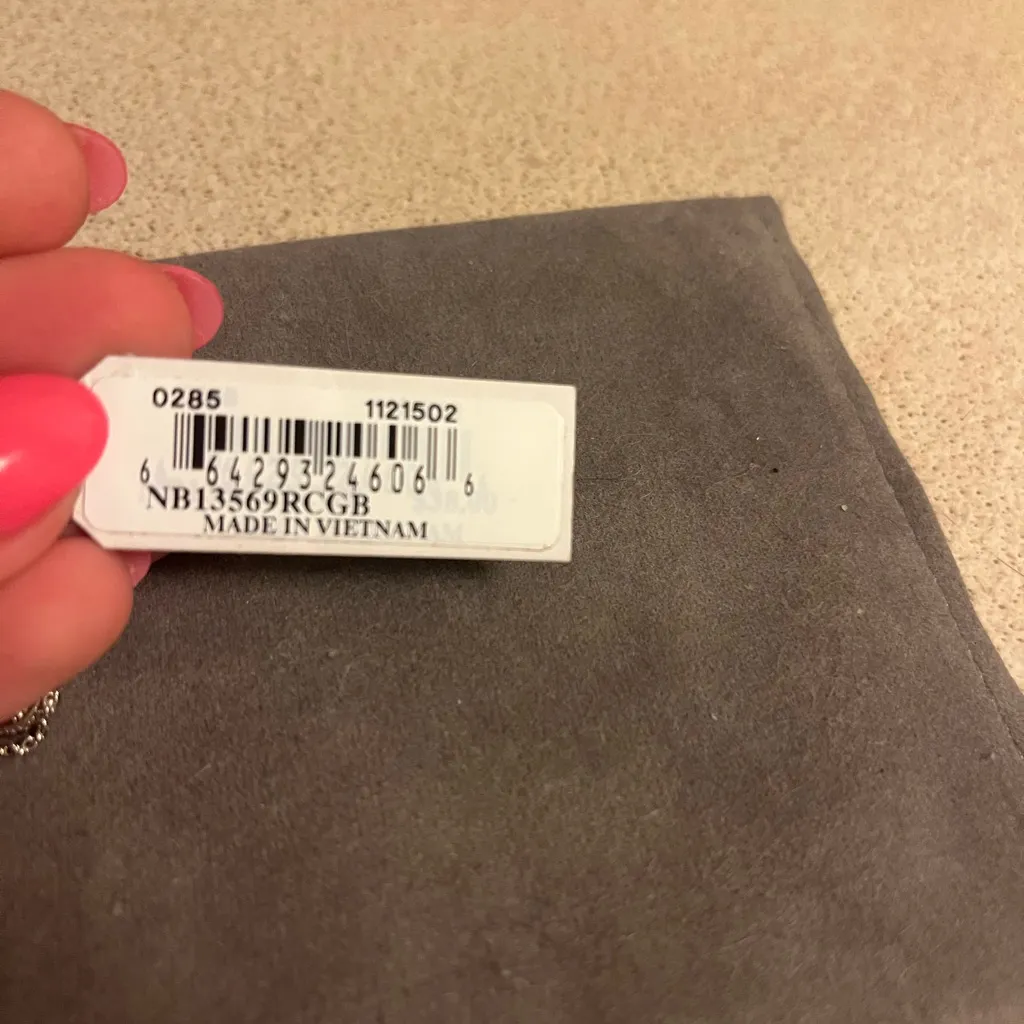 0285 1121502
6 64293 24606 6
NB13569RCGB
MADE IN VIETNAM